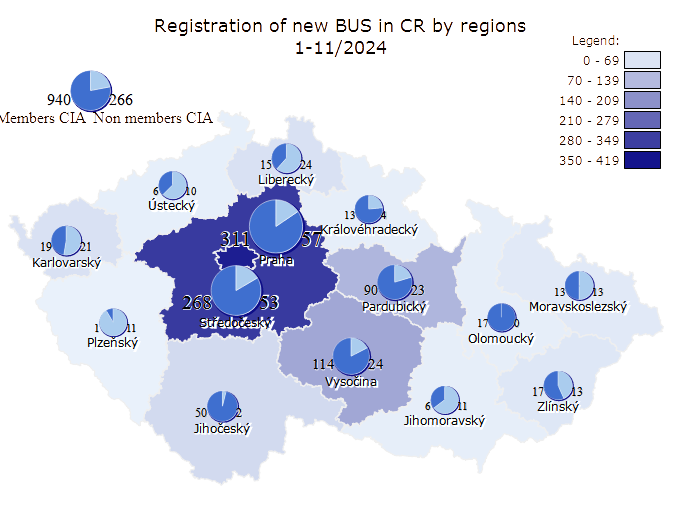 Registration of new BUS in CR by regions
1-11/2024
Legend:
0 - 69
70 - 139
140 - 209
210 - 279
280 - 349
350 - 419
940 266
Members CIA Non members CIA
15 24
Liberecký
6 10
Ústecký
13 4
Královéhradecký
19 21
Karlovarský
311 57
Praha
268 53
Středočeský
90 23
Pardubický
13 13
Moravskoslezský
1 11
Plzeňský
17 0
Olomoucký
114 24
Vysočina
50 2
Jihočeský
6 11
Jihomoravský
17 13
Zlínský